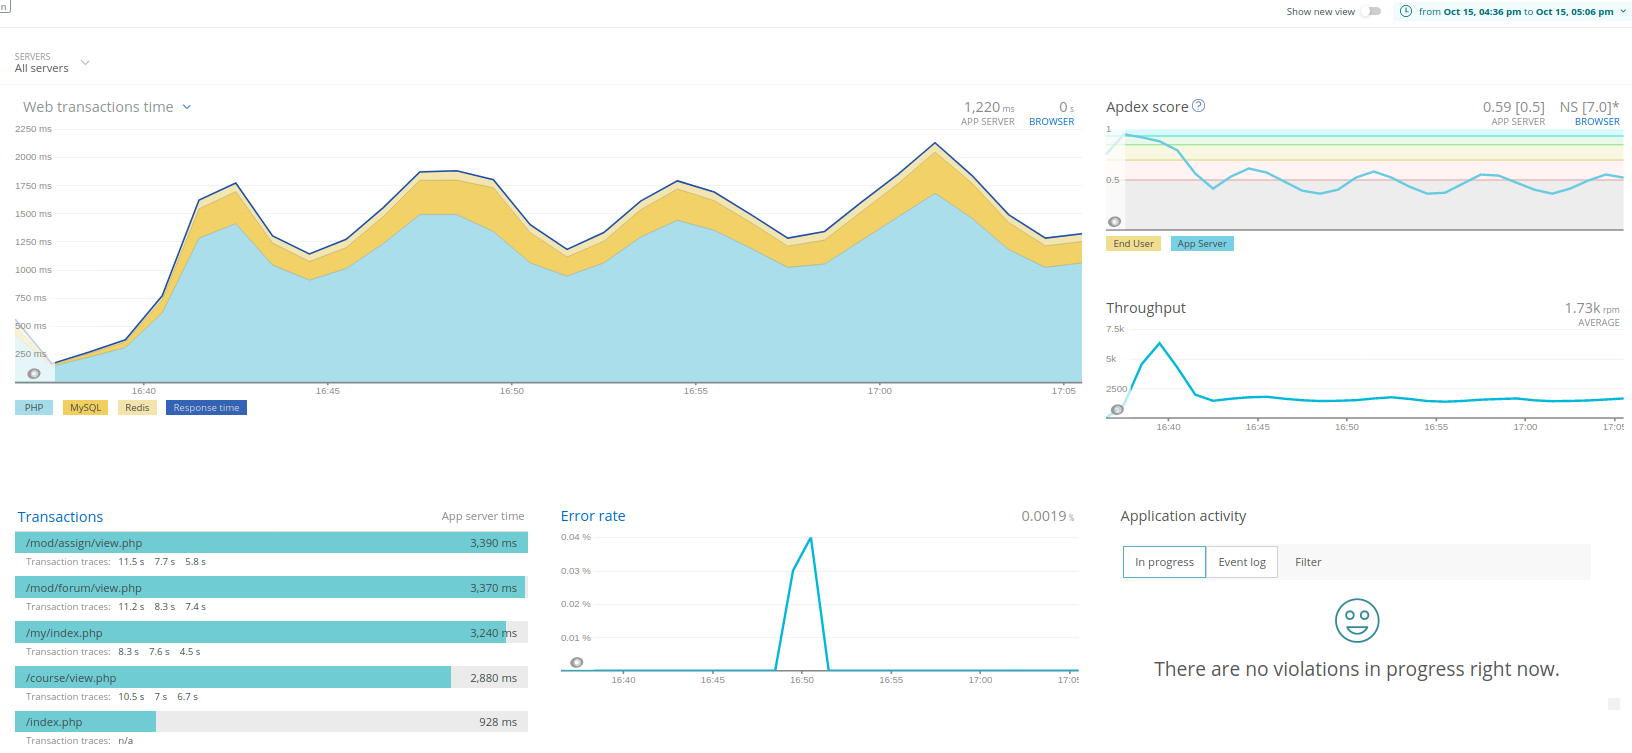 n
Show new view from Oct 15, 04:36 pm to Oct 15, 05:06 pm
SERVERS
All servers
Web transactions time
1,220 ms 0 s
APP SERVER BROWSER
2250 ms
2000 ms
1750 ms
1500 ms
1250 ms
1000 ms
750 ms
500 ms
250 ms
16:40 16:45 16:50 16:55 17:00 17:05
PHP MySQL Redis Response time
Apdex score ?
0.59 [0.5] NS [7.0]*
APP SERVER BROWSER
1
0.5
End User App Server
Throughput
1.73k rpm
AVERAGE
7.5k
5k
2500
16:40 16:45 16:50 16:55 17:00 17:05
Transactions App server time
/mod/assign/view.php 3,390 ms
Transaction traces: 11.5 s 7.7 s 5.8 s
/mod/forum/view.php 3,370 ms
Transaction traces: 11.2 s 8.3 s 7.4 s
/my/index.php 3,240 ms
Transaction traces: 8.3 s 7.6 s 4.5 s
/course/view.php 2,880 ms
Transaction traces: 10.5 s 7 s 6.7 s
/index.php 928 ms
Transaction traces: n/a
Error rate 0.0019 %
0.04 %
0.03 %
0.02 %
0.01 %
16:40 16:45 16:50 16:55 17:00 17:05
Application activity
In progress Event log Filter
There are no violations in progress right now.